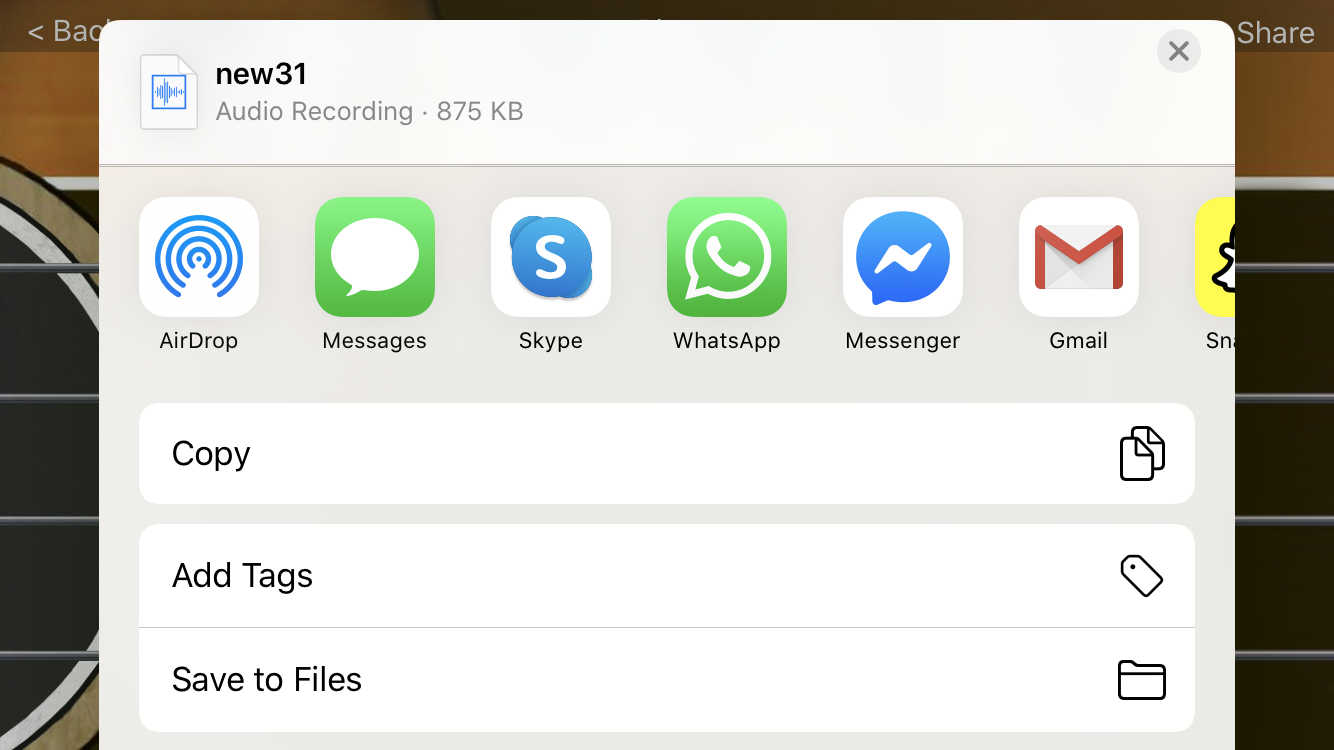 Share
new31
Audio Recording · 875 KB
AirDrop
Messages
Skype
WhatsApp
Messenger
Gmail
Copy
Add Tags
Save to Files